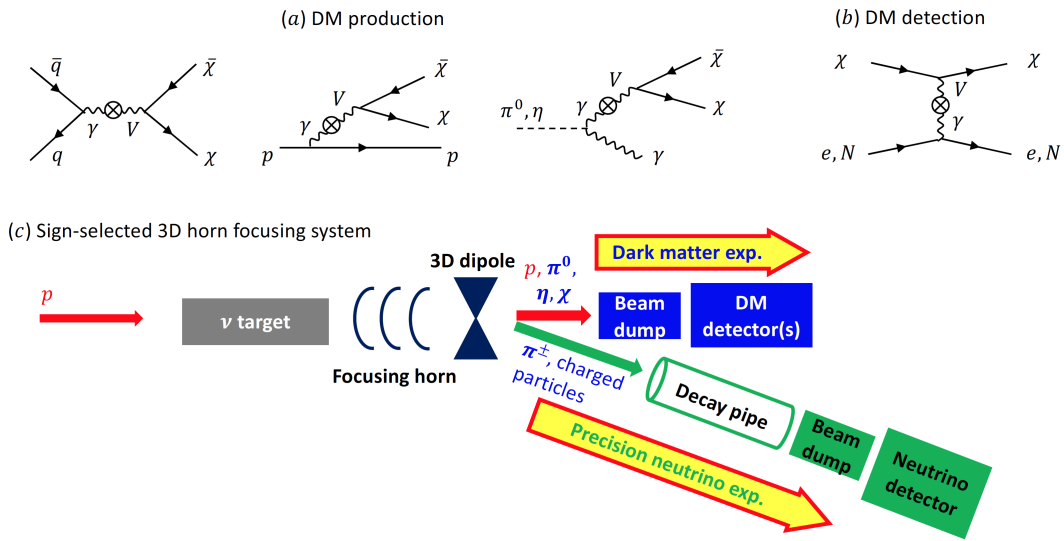 (a) DM production
(b) DM detection
q̄
χ̄
γ
V
q
χ
χ̄
V
γ
χ
p
p
χ̄
V
γ
χ
π⁰, η
γ
χ
χ
V
γ
e, N
e, N
(c) Sign-selected 3D horn focusing system
p
ν target
Focusing horn
3D dipole
p, π⁰,
η, χ
Dark matter exp.
Beam
dump
DM
detector(s)
π±, charged
particles
Decay pipe
Beam
dump
Neutrino
detector
Precision neutrino exp.